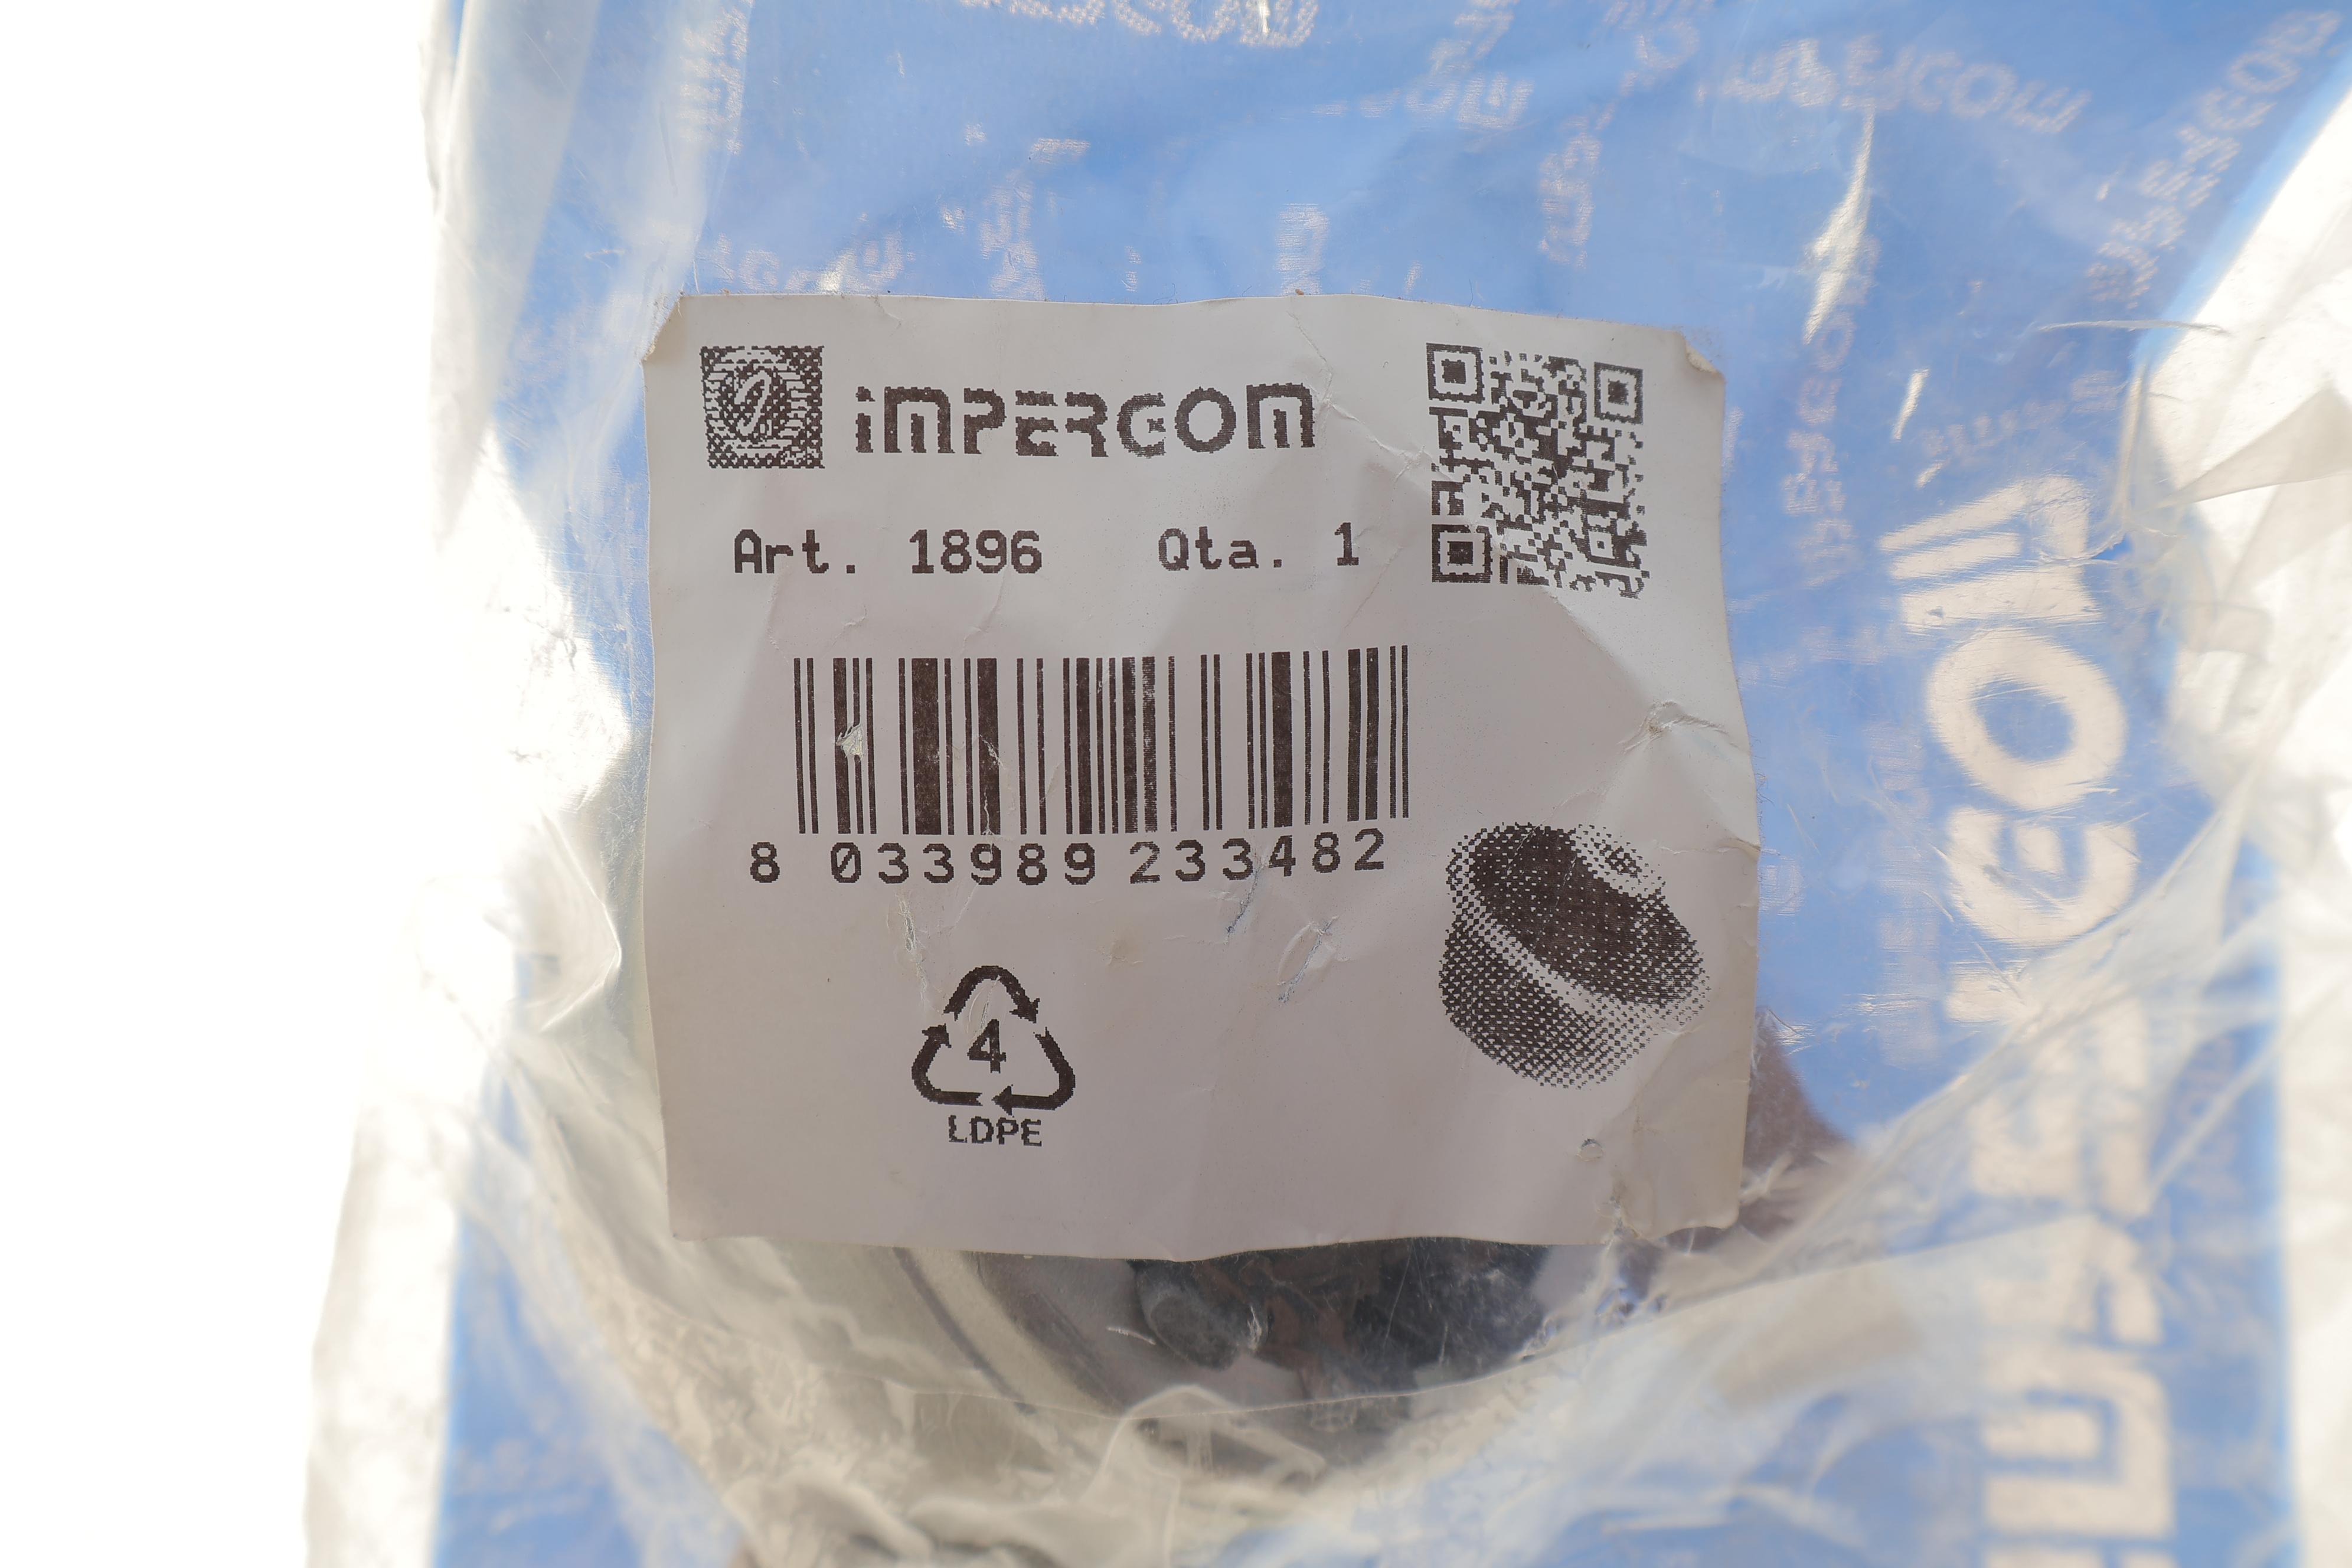 iMPERGOM
Art. 1896 Qta. 1
8 033989 233482
4
LDPE